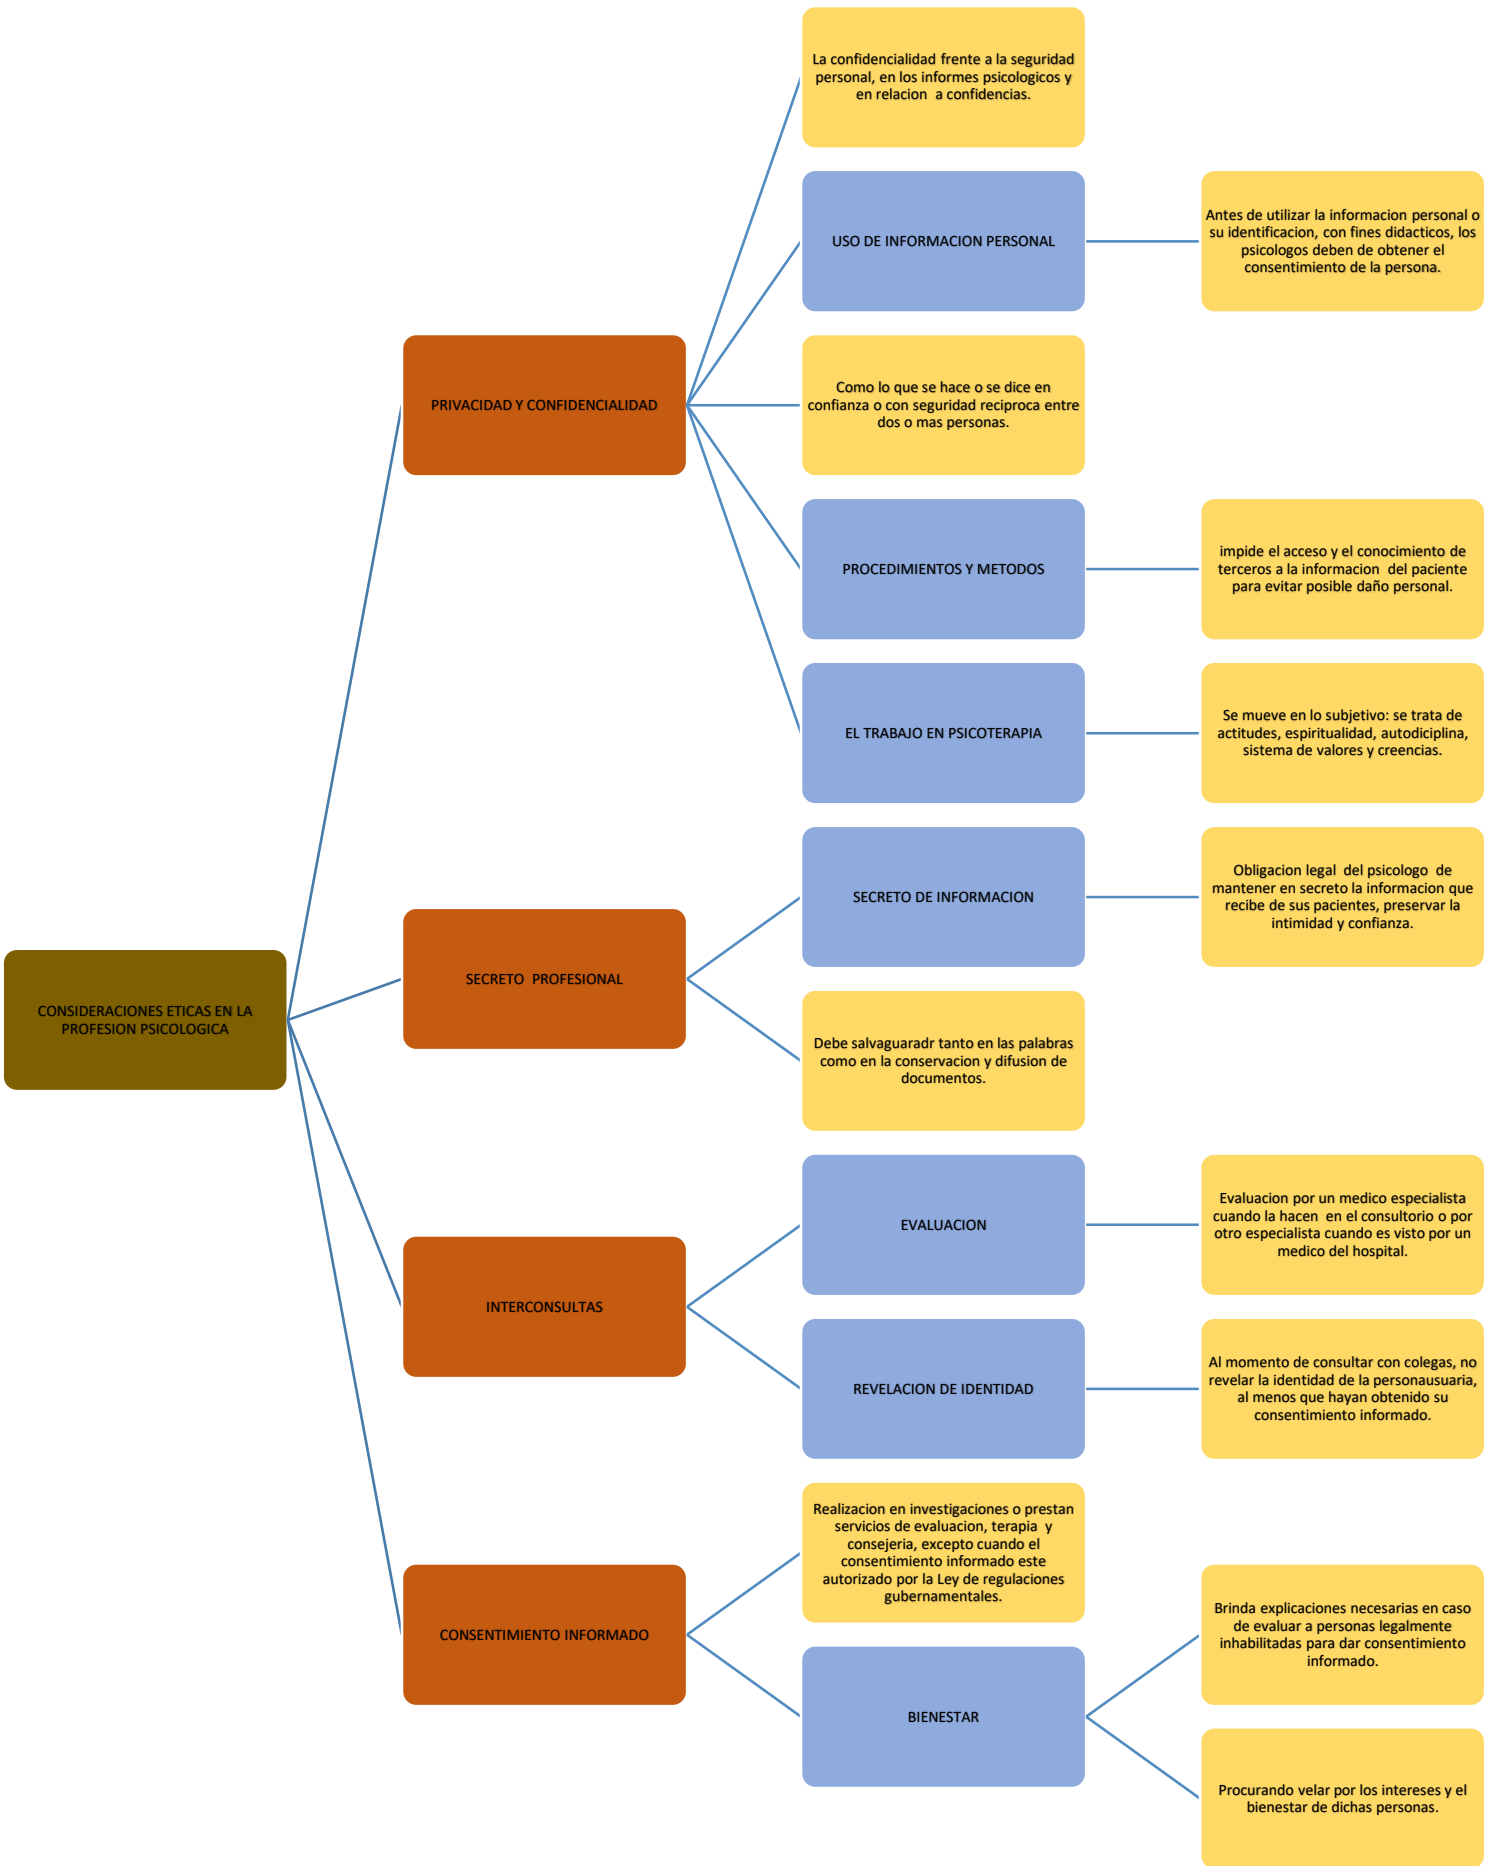 La confidencialidad frente a la seguridad
personal, en los informes psicologicos y
en relacion a confidencias.
USO DE INFORMACION PERSONAL
Antes de utilizar la informacion personal o
su identificacion, con fines didacticos, los
psicologos deben de obtener el
consentimiento de la persona.
PRIVACIDAD Y CONFIDENCIALIDAD
Como lo que se hace o se dice en
confianza o con seguridad reciproca entre
dos o mas personas.
PROCEDIMIENTOS Y METODOS
impide el acceso y el conocimiento de
terceros a la informacion del paciente
para evitar posible daño personal.
EL TRABAJO EN PSICOTERAPIA
Se mueve en lo subjetivo: se trata de
actitudes, espiritualidad, autodiciplina,
sistema de valores y creencias.
SECRETO DE INFORMACION
Obligacion legal del psicologo de
mantener en secreto la informacion que
recibe de sus pacientes, preservar la
intimidad y confianza.
SECRETO PROFESIONAL
CONSIDERACIONES ETICAS EN LA
PROFESION PSICOLOGICA
Debe salvaguaradr tanto en las palabras
como en la conservacion y difusion de
documentos.
EVALUACION
Evaluacion por un medico especialista
cuando la hacen en el consultorio o por
otro especialista cuando es visto por un
medico del hospital.
INTERCONSULTAS
REVELACION DE IDENTIDAD
Al momento de consultar con colegas, no
revelar la identidad de la personausuaria,
al menos que hayan obtenido su
consentimiento informado.
Realizacion en investigaciones o prestan
servicios de evaluacion, terapia y
consejeria, excepto cuando el
consentimiento informado este
autorizado por la Ley de regulaciones
gubernamentales.
CONSENTIMIENTO INFORMADO
Brinda explicaciones necesarias en caso
de evaluar a personas legalmente
inhabilitadas para dar consentimiento
informado.
BIENESTAR
Procurando velar por los intereses y el
bienestar de dichas personas.